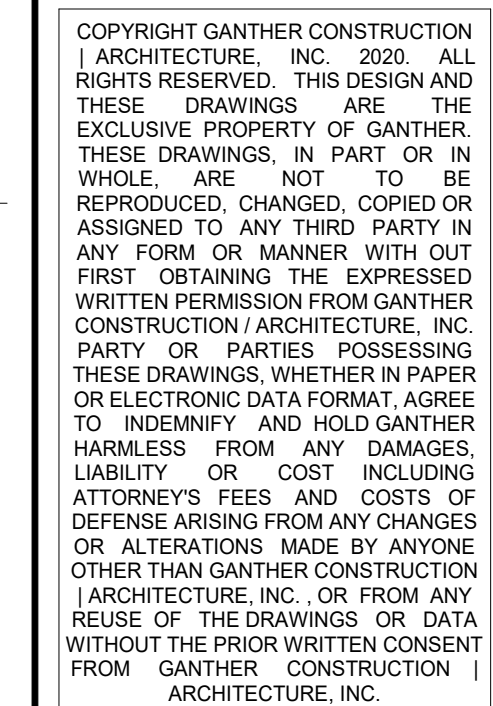 COPYRIGHT GANTHER CONSTRUCTION
| ARCHITECTURE, INC. 2020. ALL
RIGHTS RESERVED. THIS DESIGN AND
THESE DRAWINGS ARE THE
EXCLUSIVE PROPERTY OF GANTHER.
THESE DRAWINGS, IN PART OR IN
WHOLE, ARE NOT TO BE
REPRODUCED, CHANGED, COPIED OR
ASSIGNED TO ANY THIRD PARTY IN
ANY FORM OR MANNER WITH OUT
FIRST OBTAINING THE EXPRESSED
WRITTEN PERMISSION FROM GANTHER
CONSTRUCTION / ARCHITECTURE, INC.
PARTY OR PARTIES POSSESSING
THESE DRAWINGS, WHETHER IN PAPER
OR ELECTRONIC DATA FORMAT, AGREE
TO INDEMNIFY AND HOLD GANTHER
HARMLESS FROM ANY DAMAGES,
LIABILITY OR COST INCLUDING
ATTORNEY'S FEES AND COSTS OF
DEFENSE ARISING FROM ANY CHANGES
OR ALTERATIONS MADE BY ANYONE
OTHER THAN GANTHER CONSTRUCTION
| ARCHITECTURE, INC. , OR FROM ANY
REUSE OF THE DRAWINGS OR DATA
WITHOUT THE PRIOR WRITTEN CONSENT
FROM GANTHER CONSTRUCTION |
ARCHITECTURE, INC.